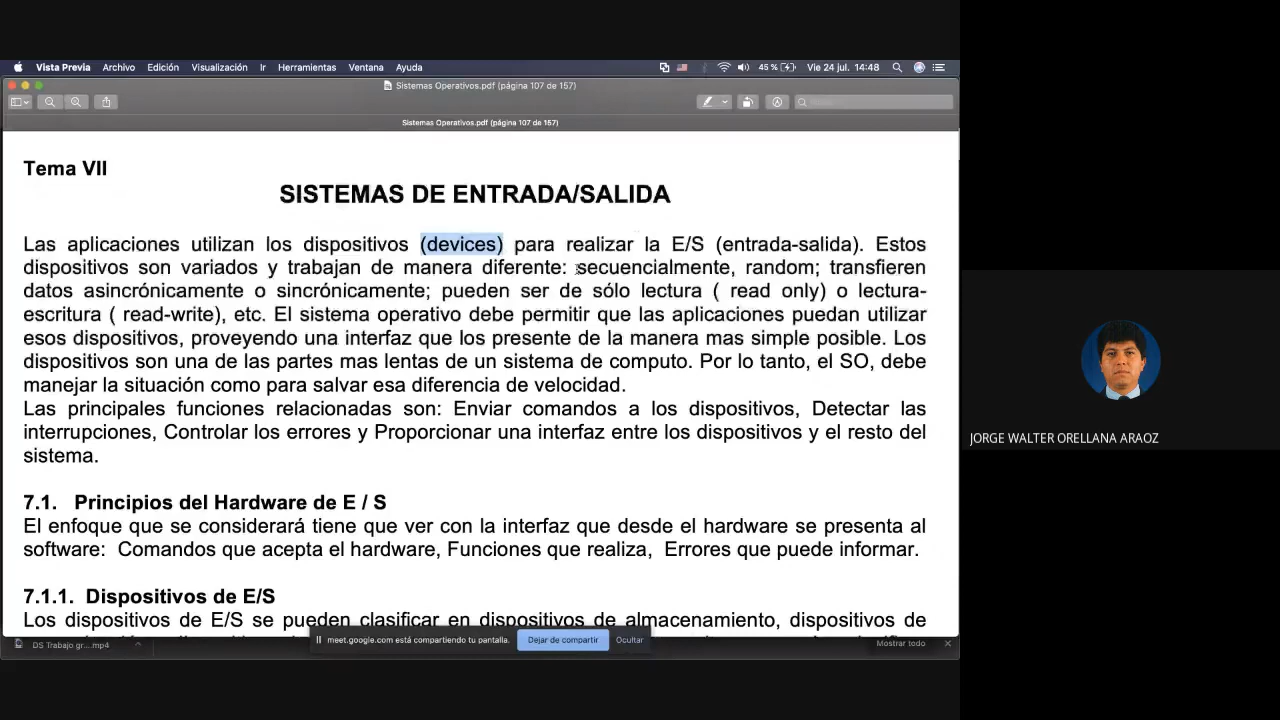 Vista Previa Archivo Edición Visualización Ir Herramientas Ventana Ayuda 45 % Vie 24 jul. 14:48
Sistemas Operativos.pdf (página 107 de 157)
Sistemas Operativos.pdf (página 107 de 157)
Tema VII
SISTEMAS DE ENTRADA/SALIDA
Las aplicaciones utilizan los dispositivos (devices) para realizar la E/S (entrada-salida). Estos
dispositivos son variados y trabajan de manera diferente: secuencialmente, random; transfieren
datos asincrónicamente o sincrónicamente; pueden ser de sólo lectura ( read only) o lectura-
escritura ( read-write), etc. El sistema operativo debe permitir que las aplicaciones puedan utilizar
esos dispositivos, proveyendo una interfaz que los presente de la manera mas simple posible. Los
dispositivos son una de las partes mas lentas de un sistema de computo. Por lo tanto, el SO, debe
manejar la situación como para salvar esa diferencia de velocidad.
Las principales funciones relacionadas son: Enviar comandos a los dispositivos, Detectar las
interrupciones, Controlar los errores y Proporcionar una interfaz entre los dispositivos y el resto del
sistema.
7.1. Principios del Hardware de E / S
El enfoque que se considerará tiene que ver con la interfaz que desde el hardware se presenta al
software: Comandos que acepta el hardware, Funciones que realiza, Errores que puede informar.
7.1.1. Dispositivos de E/S
Los dispositivos de E/S se pueden clasificar en dispositivos de almacenamiento, dispositivos de
meet.google.com está compartiendo tu pantalla. Dejar de compartir Ocultar
DS Trabajo gr....mp4 Mostrar todo
JORGE WALTER ORELLANA ARAOZ